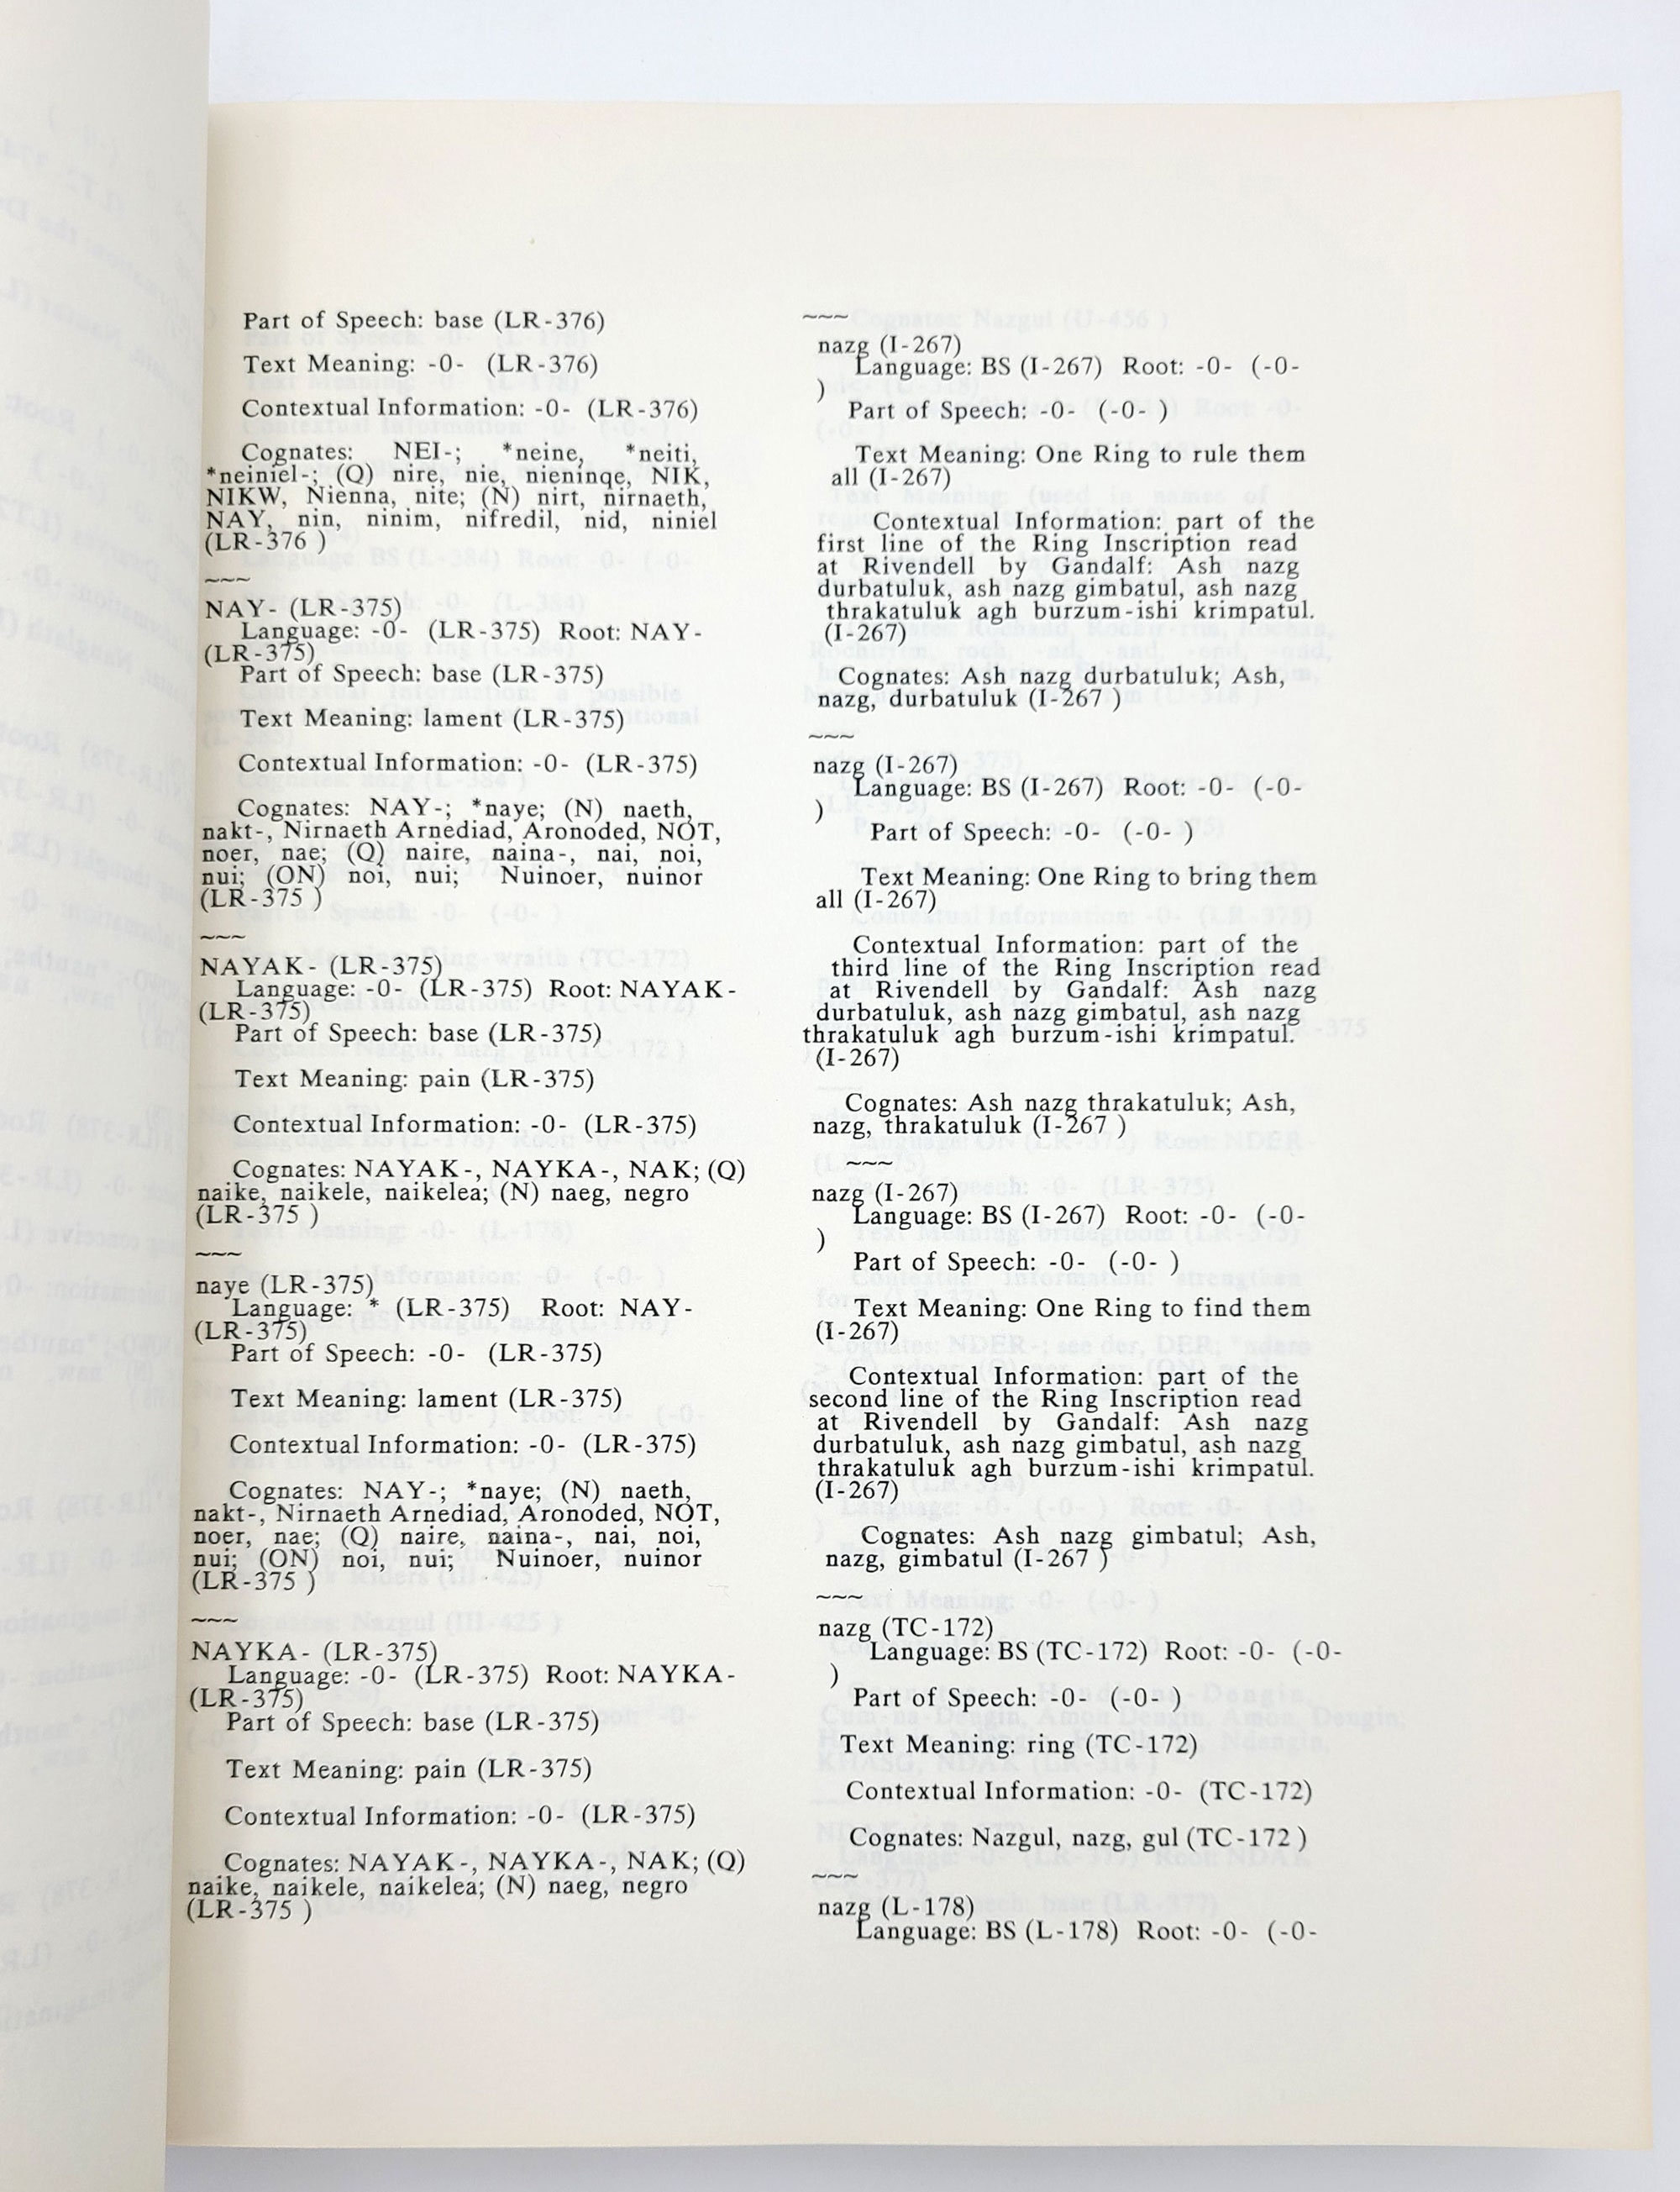 Part of Speech: base (LR-376)
Text Meaning: -0- (LR-376)
Contextual Information: -0- (LR-376)
Cognates: NEI-; *neine, *neiti,
*neiniel-; (Q) nire, nie, nieninqe, NIK,
NIKW, Nienna, nite; (N) nirt, nirnaeth,
NAY, nin, ninim, nifredil, nid, niniel
(LR-376 )
~~~
NAY- (LR-375)
Language: -0- (LR-375) Root: NAY-
(LR-375)
Part of Speech: base (LR-375)
Text Meaning: lament (LR-375)
Contextual Information: -0- (LR-375)
Cognates: NAY-; *naye; (N) naeth,
nakt-, Nirnaeth Arnediad, Aronoded, NOT,
noer, nae; (Q) naire, naina-, nai, noi,
nui; (ON) noi, nui; Nuinoer, nuinor
(LR-375 )
~~~
NAYAK- (LR-375)
Language: -0- (LR-375) Root: NAYAK-
(LR-375)
Part of Speech: base (LR-375)
Text Meaning: pain (LR-375)
Contextual Information: -0- (LR-375)
Cognates: NAYAK-, NAYKA-, NAK; (Q)
naike, naikele, naikelea; (N) naeg, negro
(LR-375 )
~~~
naye (LR-375)
Language: * (LR-375) Root: NAY-
(LR-375)
Part of Speech: -0- (LR-375)
Text Meaning: lament (LR-375)
Contextual Information: -0- (LR-375)
Cognates: NAY-; *naye; (N) naeth,
nakt-, Nirnaeth Arnediad, Aronoded, NOT,
noer, nae; (Q) naire, naina-, nai, noi,
nui; (ON) noi, nui; Nuinoer, nuinor
(LR-375 )
~~~
NAYKA- (LR-375)
Language: -0- (LR-375) Root: NAYKA-
(LR-375)
Part of Speech: base (LR-375)
Text Meaning: pain (LR-375)
Contextual Information: -0- (LR-375)
Cognates: NAYAK-, NAYKA-, NAK; (Q)
naike, naikele, naikelea; (N) naeg, negro
(LR-375 )
~~~
nazg (I-267)
Language: BS (I-267) Root: -0- (-0-
)
Part of Speech: -0- (-0- )
Text Meaning: One Ring to rule them
all (I-267)
Contextual Information: part of the
first line of the Ring Inscription read
at Rivendell by Gandalf: Ash nazg
durbatuluk, ash nazg gimbatul, ash nazg
thrakatuluk agh burzum-ishi krimpatul.
(I-267)
Cognates: Ash nazg durbatuluk; Ash,
nazg, durbatuluk (I-267 )
~~~
nazg (I-267)
Language: BS (I-267) Root: -0- (-0-
)
Part of Speech: -0- (-0- )
Text Meaning: One Ring to bring them
all (I-267)
Contextual Information: part of the
third line of the Ring Inscription read
at Rivendell by Gandalf: Ash nazg
durbatuluk, ash nazg gimbatul, ash nazg
thrakatuluk agh burzum-ishi krimpatul.
(I-267)
Cognates: Ash nazg thrakatuluk; Ash,
nazg, thrakatuluk (I-267 )
~~~
nazg (I-267)
Language: BS (I-267) Root: -0- (-0-
)
Part of Speech: -0- (-0- )
Text Meaning: One Ring to find them
(I-267)
Contextual Information: part of the
second line of the Ring Inscription read
at Rivendell by Gandalf: Ash nazg
durbatuluk, ash nazg gimbatul, ash nazg
thrakatuluk agh burzum-ishi krimpatul.
(I-267)
Cognates: Ash nazg gimbatul; Ash,
nazg, gimbatul (I-267 )
~~~
nazg (TC-172)
Language: BS (TC-172) Root: -0- (-0-
)
Part of Speech: -0- (-0- )
Text Meaning: ring (TC-172)
Contextual Information: -0- (TC-172)
Cognates: Nazgul, nazg, gul (TC-172 )
~~~
nazg (L-178)
Language: BS (L-178) Root: -0- (-0-